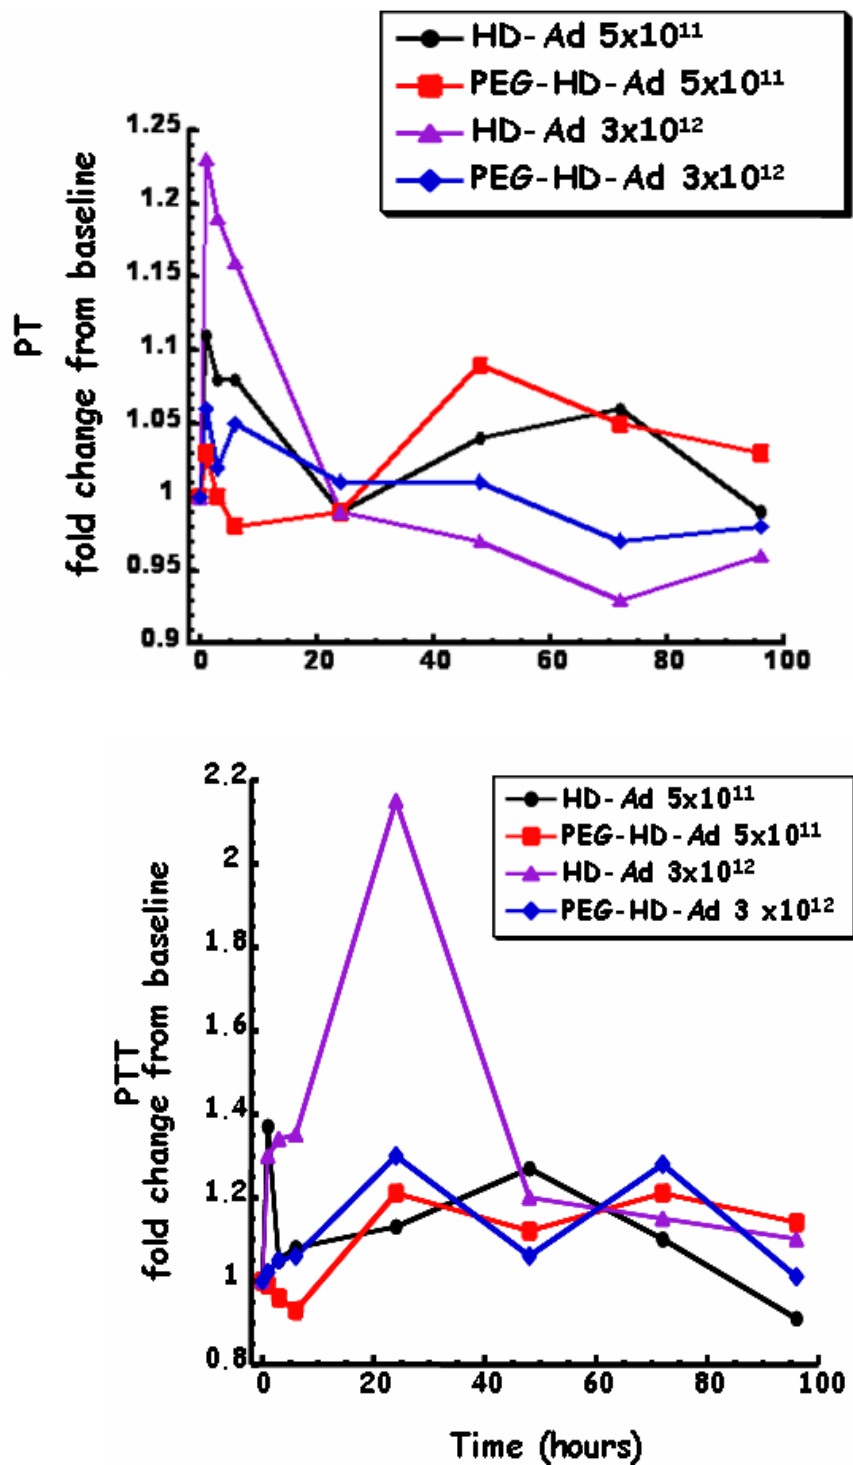 HD-Ad 5x10¹¹
PEG-HD-Ad 5x10¹¹
HD-Ad 3x10¹²
PEG-HD-Ad 3x10¹²
PT
fold change from baseline
1.25
1.2
1.15
1.1
1.05
1
0.95
0.9
0 20 40 60 80 100
HD-Ad 5x10¹¹
PEG-HD-Ad 5x10¹¹
HD-Ad 3x10¹²
PEG-HD-Ad 3 x10¹²
PTT
fold change from baseline
2.2
2
1.8
1.6
1.4
1.2
1
0.8
0 20 40 60 80 100
Time (hours)